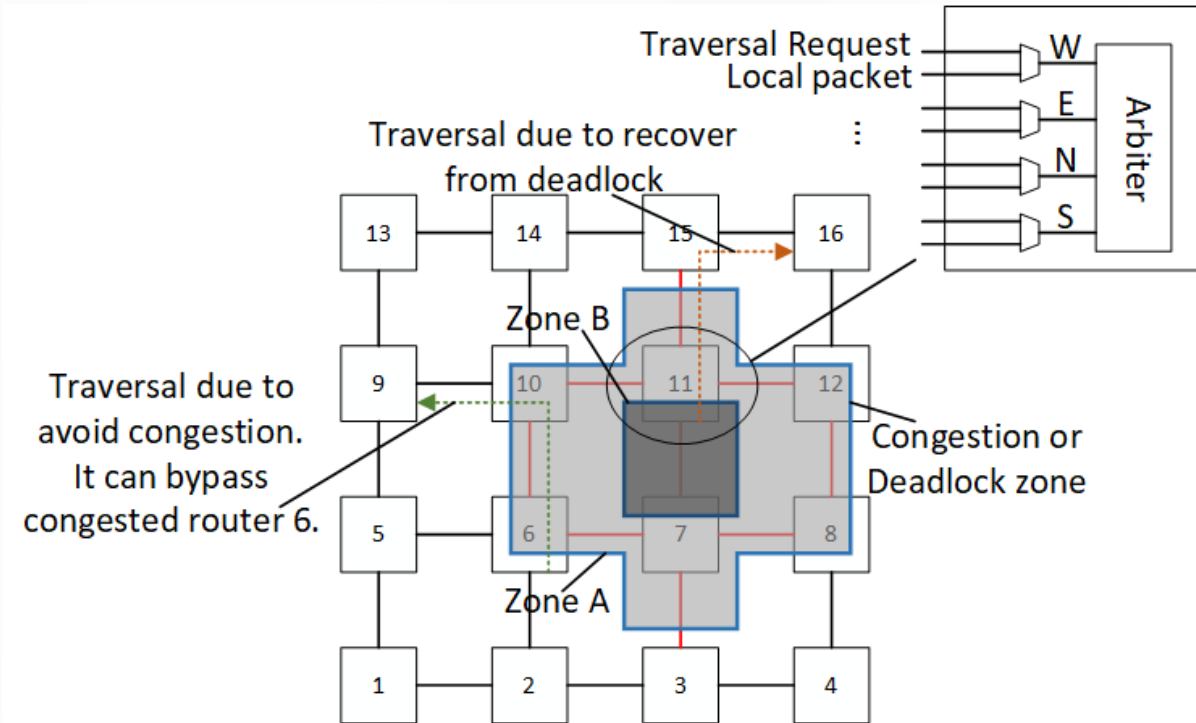 Traversal Request
Local packet
W
E
N
S
Arbiter
...
Traversal due to recover
from deadlock
13
14
15
16
Zone B
9
10
11
12
Traversal due to
avoid congestion.
It can bypass
congested router 6.
Congestion or
Deadlock zone
5
6
7
8
Zone A
1
2
3
4